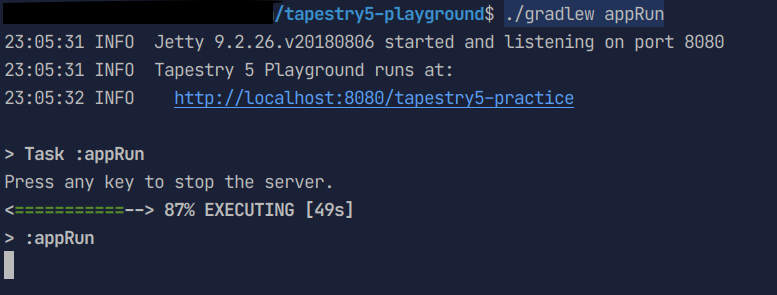 /tapestry5-playground$ ./gradlew appRun
23:05:31 INFO  Jetty 9.2.26.v20180806 started and listening on port 8080
23:05:31 INFO  Tapestry 5 Playground runs at:
23:05:32 INFO    http://localhost:8080/tapestry5-practice
> Task :appRun
Press any key to stop the server.
<===========--> 87% EXECUTING [49s]
> :appRun